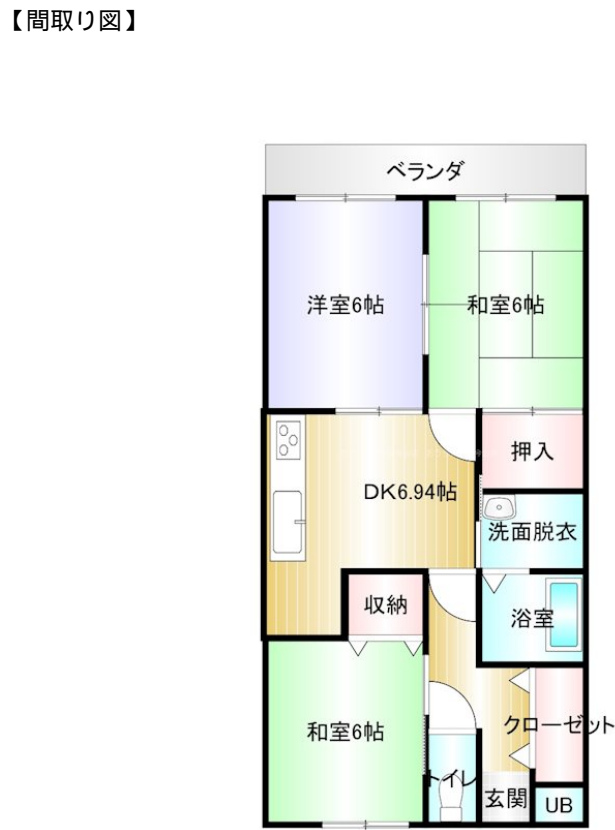 【間取り図】
ベランダ
洋室6帖
和室6帖
押入
DK6.94帖
洗面脱衣
収納
浴室
クローゼット
和室6帖
トイレ
玄関
UB